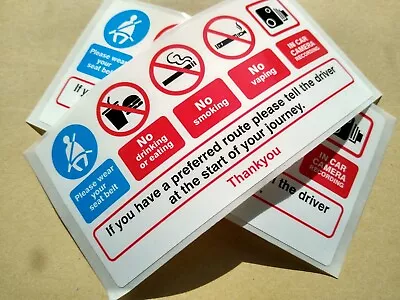 Please wear
your
seat belt
IN CAR
CAMERA
RECORDING
If y
Please wear
your
seat belt
No
drinking
or eating
No
smoking
No
vaping
IN CAR
CAMERA
RECORDING
If you have a preferred route please tell the driver
at the start of your journey.
Thankyou
l the driver